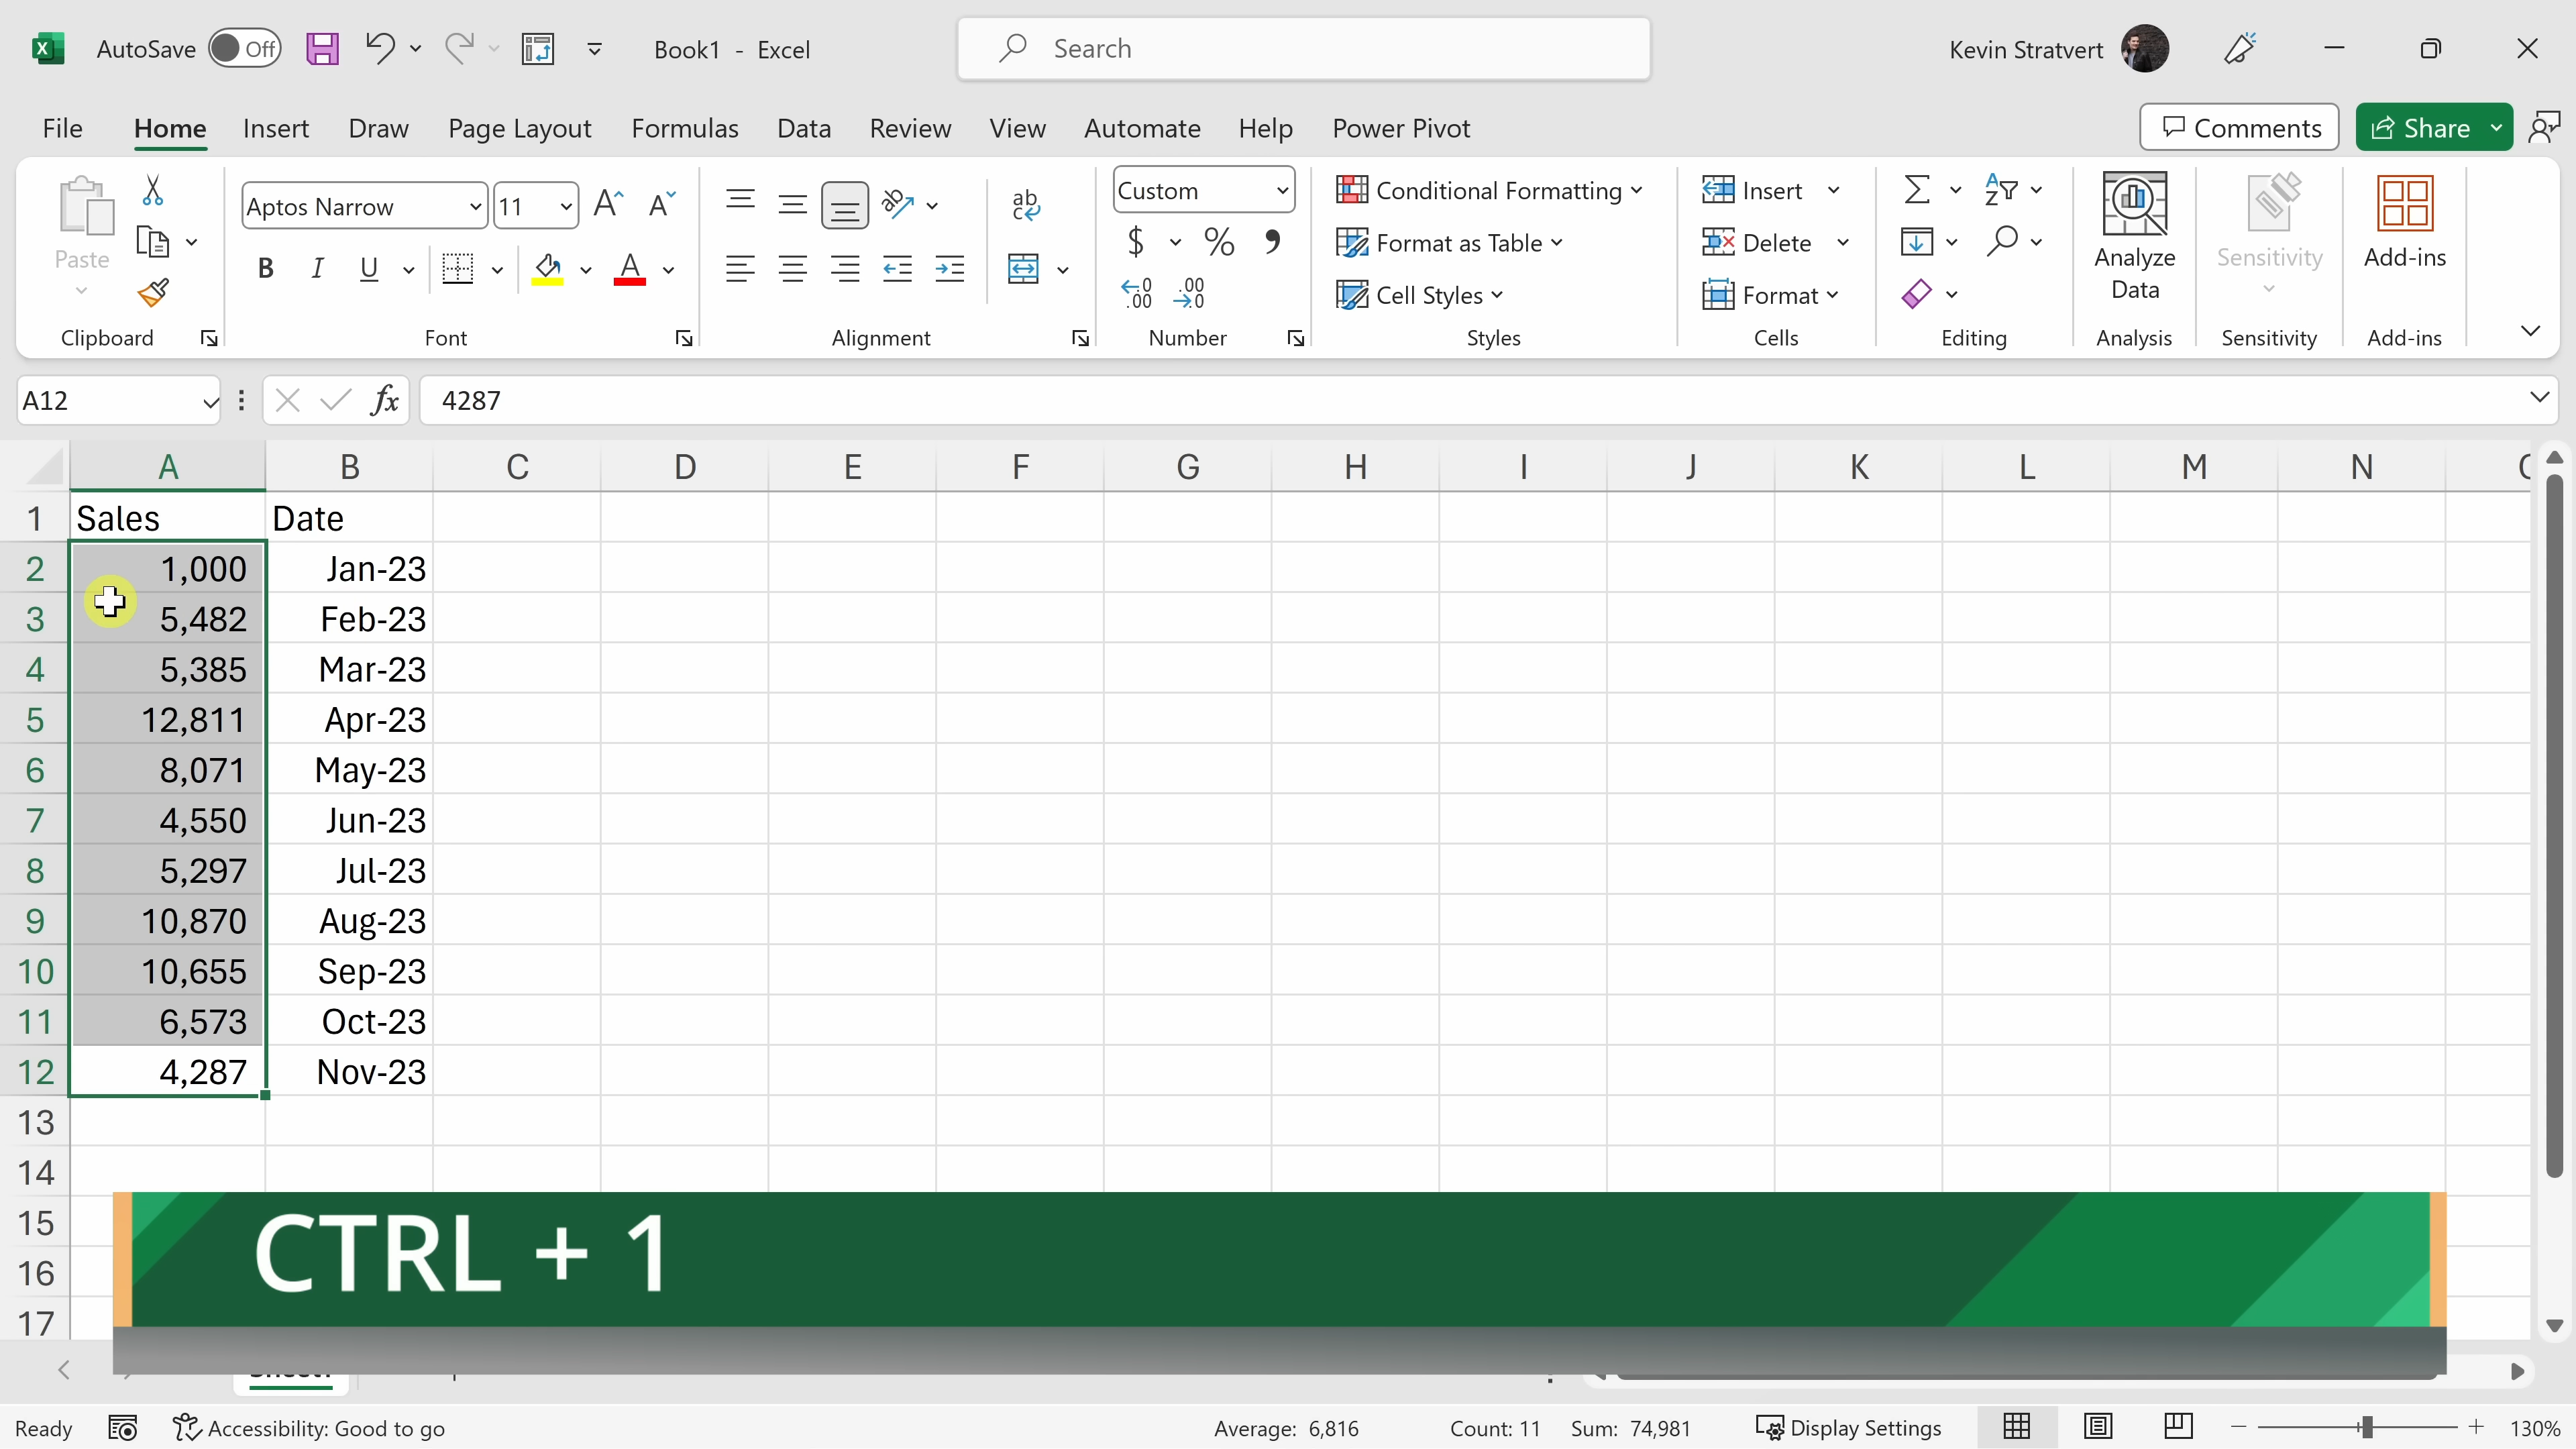 AutoSave Off Book1 - Excel Search Kevin Stratvert
File Home Insert Draw Page Layout Formulas Data Review View Automate Help Power Pivot Comments Share
Paste
Clipboard
Aptos Narrow 11
B I U A
Font
ab
c
Alignment
Custom
$ % 9
Number
Conditional Formatting
Format as Table
Cell Styles
Styles
Insert
Delete
Format
Cells
Editing
Analyze
Data
Analysis
Sensitivity
Sensitivity
Add-ins
Add-ins
A12 fx 4287
A B C D E F G H I J K L M N
1 Sales Date
2 1,000 Jan-23
3 5,482 Feb-23
4 5,385 Mar-23
5 12,811 Apr-23
6 8,071 May-23
7 4,550 Jun-23
8 5,297 Jul-23
9 10,870 Aug-23
10 10,655 Sep-23
11 6,573 Oct-23
12 4,287 Nov-23
13
14
15
16
17
CTRL + 1
Ready Accessibility: Good to go Average: 6,816 Count: 11 Sum: 74,981 Display Settings 130%